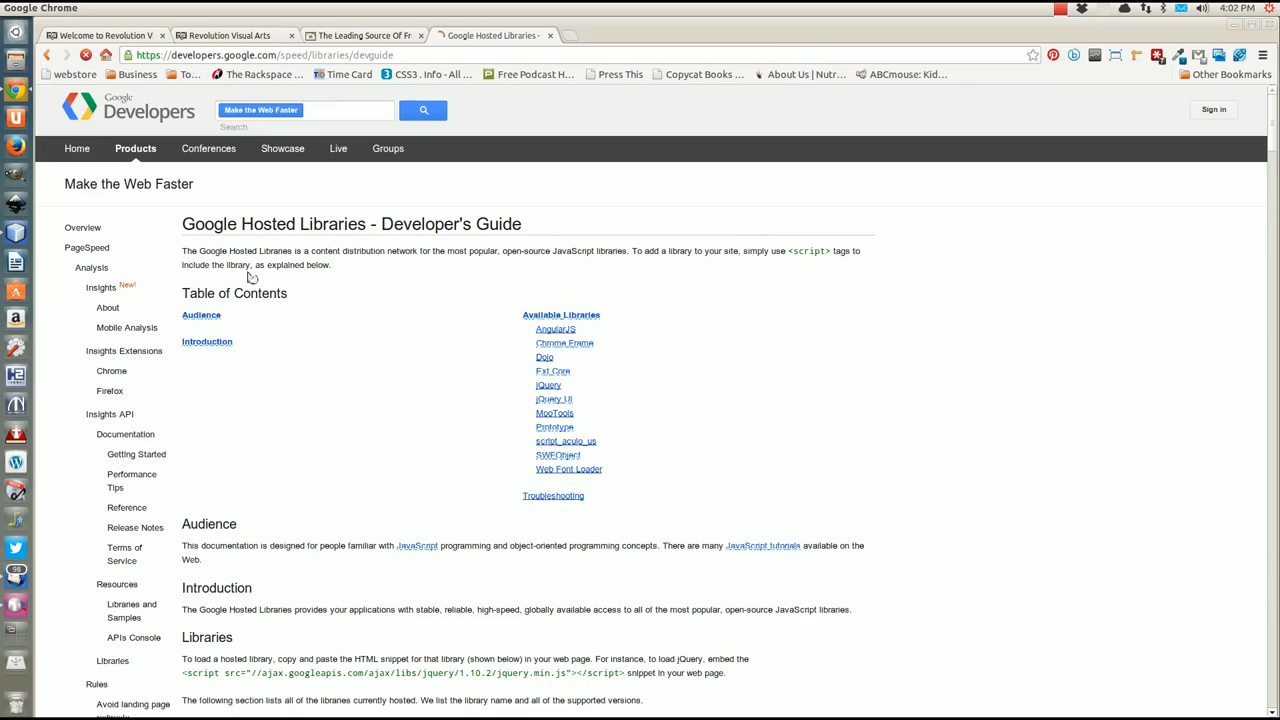 Google Chrome
4:02 PM
Welcome to Revolution V
Revolution Visual Arts
The Leading Source Of Fr
Google Hosted Libraries -
https://developers.google.com/speed/libraries/devguide
webstore
Business
To...
The Rackspace ...
Time Card
CSS3 . Info - All ...
Free Podcast H...
Press This
Copycat Books ...
About Us | Nutr...
ABCmouse: Kid...
Other Bookmarks
Google
Developers
Make the Web Faster
Search
Sign in
Home
Products
Conferences
Showcase
Live
Groups
Make the Web Faster
Overview
PageSpeed
Analysis
Insights New!
About
Mobile Analysis
Insights Extensions
Chrome
Firefox
Insights API
Documentation
Getting Started
Performance
Tips
Reference
Release Notes
Terms of
Service
Resources
Libraries and
Samples
APIs Console
Libraries
Rules
Avoid landing page
Google Hosted Libraries - Developer's Guide
The Google Hosted Libraries is a content distribution network for the most popular, open-source JavaScript libraries. To add a library to your site, simply use <script> tags to
include the library, as explained below.
Table of Contents
Audience
Introduction
Available Libraries
AngularJS
Chrome Frame
Dojo
Ext Core
jQuery
jQuery UI
MooTools
Prototype
script_aculo_us
SWFObject
Web Font Loader
Troubleshooting
Audience
This documentation is designed for people familiar with JavaScript programming and object-oriented programming concepts. There are many JavaScript tutorials available on the
Web.
Introduction
The Google Hosted Libraries provides your applications with stable, reliable, high-speed, globally available access to all of the most popular, open-source JavaScript libraries.
Libraries
To load a hosted library, copy and paste the HTML snippet for that library (shown below) in your web page. For instance, to load jQuery, embed the
<script src="//ajax.googleapis.com/ajax/libs/jquery/1.10.2/jquery.min.js"></script> snippet in your web page.
The following section lists all of the libraries currently hosted. We list the library name and all of the supported versions.
98